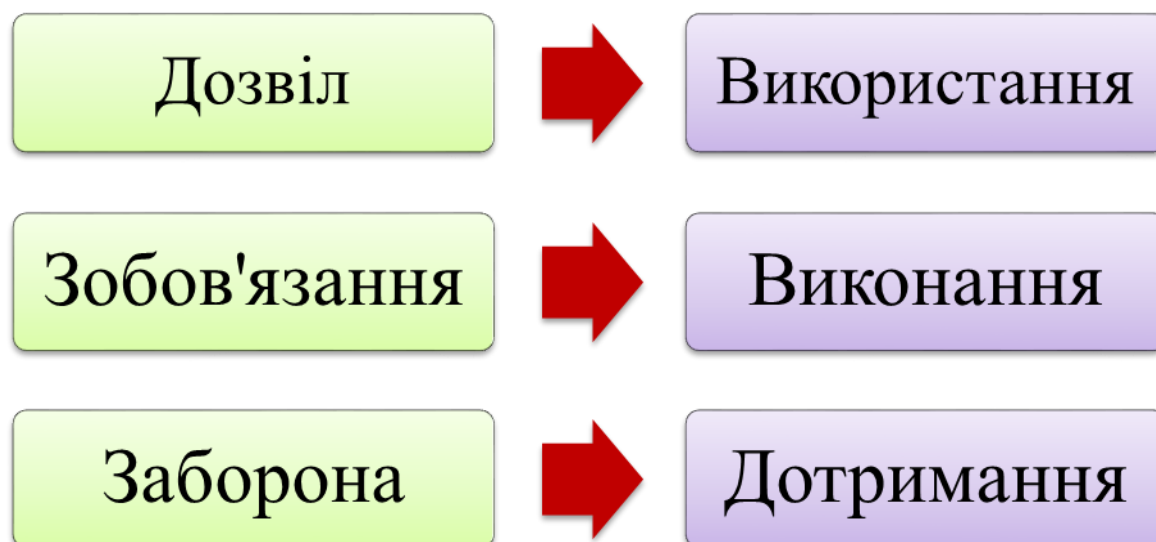 Дозвіл
Використання
Зобов'язання
Виконання
Заборона
Дотримання